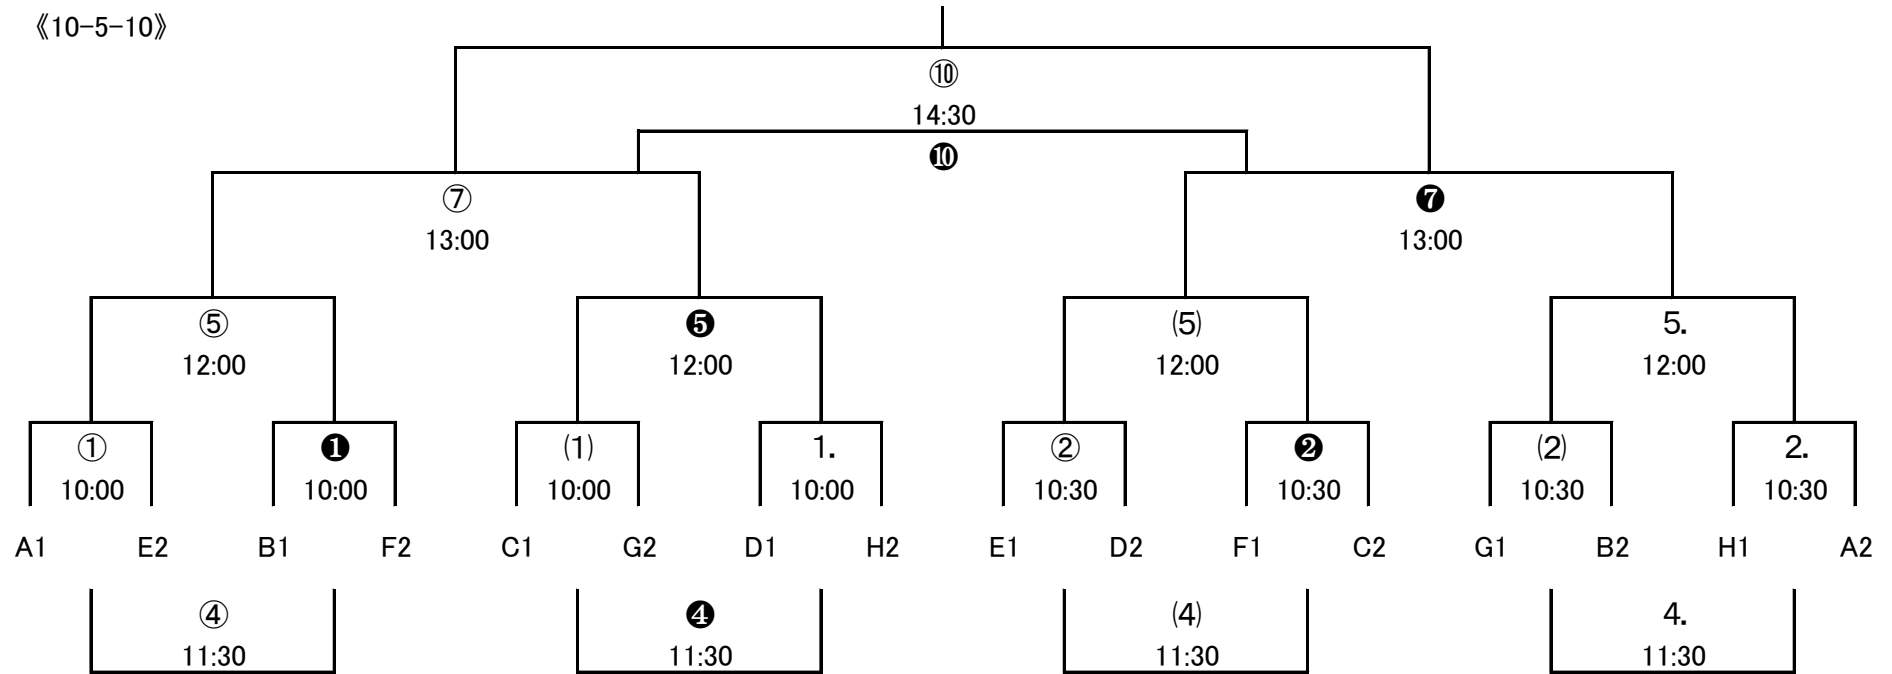 《10-5-10》
⑩
14:30
❿
⑦ ❼
13:00 13:00
⑤ ❺ ⑸ 5.
12:00 12:00 12:00 12:00
① ❶ ⑴ 1. ② ❷ ⑵ 2.
10:00 10:00 10:00 10:00 10:30 10:30 10:30 10:30
A1 E2 B1 F2 C1 G2 D1 H2 E1 D2 F1 C2 G1 B2 H1 A2
④ ❹ ⑷ 4.
11:30 11:30 11:30 11:30